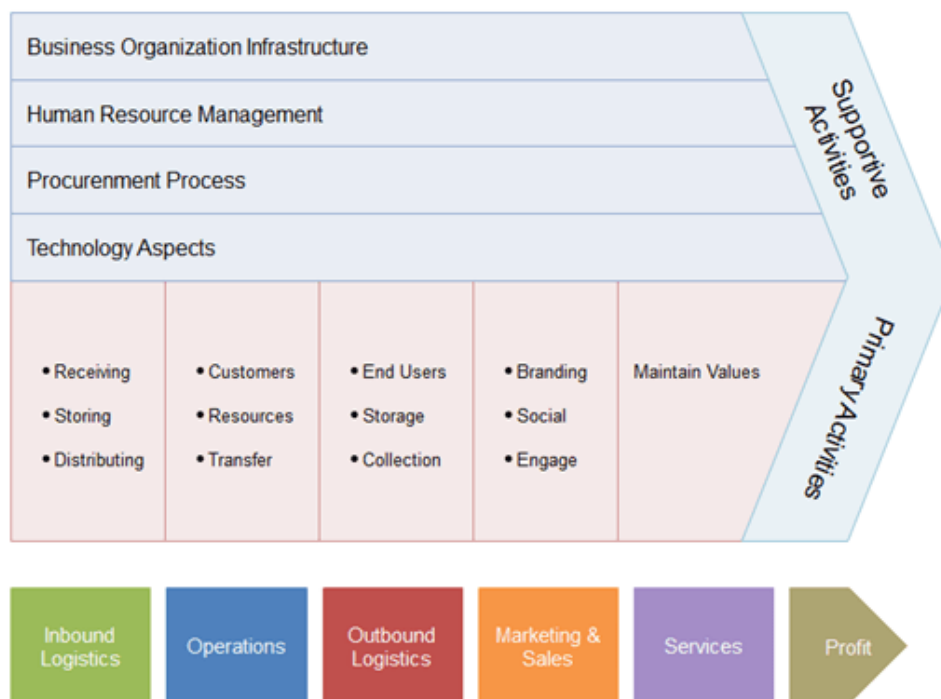 Business Organization Infrastructure
Human Resource Management
Procurenment Process
Technology Aspects
Supportive
Activities
• Receiving
• Storing
• Distributing
• Customers
• Resources
• Transfer
• End Users
• Storage
• Collection
• Branding
• Social
• Engage
Maintain Values
Primary Activities
Inbound
Logistics
Operations
Outbound
Logistics
Marketing &
Sales
Services
Profit